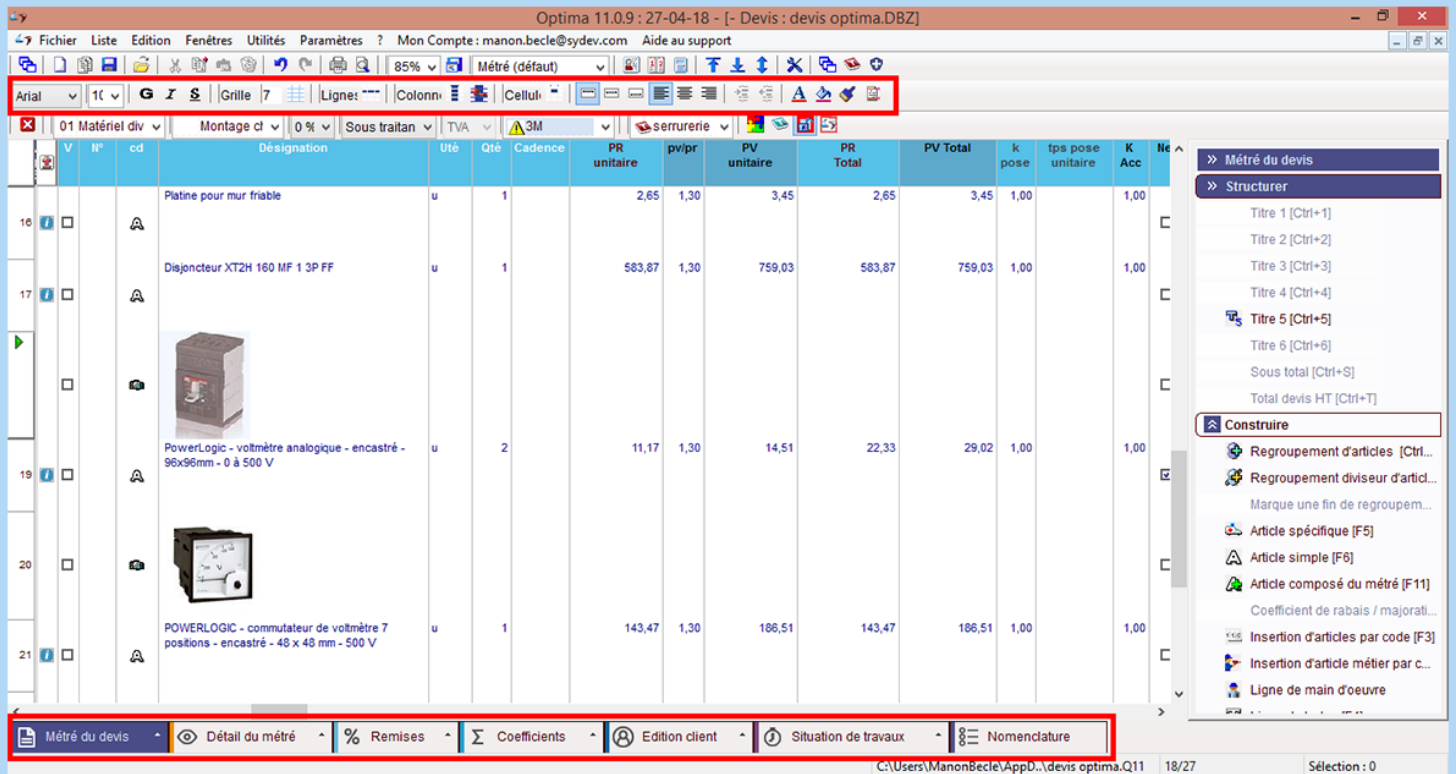 Optima 11.0.9 : 27-04-18 - [- Devis : devis optima.DBZ]
Fichier Liste Edition Fenêtres Utilités Paramètres ? Mon Compte : manon.becle@sydev.com Aide au support
85% Métré (défaut)
Arial G I S Grille 7 Lignes Colonn Cellul A
01 Matériel div Montage ch 0 % Sous traitan TVA 3M serrurerie
V N° cd Désignation Uté Qté Cadence PR unitaire pv/pr PV unitaire PR Total PV Total k pose tps pose unitaire K Acc Ne
16 Platine pour mur friable u 1 2,65 1,30 3,45 2,65 3,45 1,00 1,00
17 Disjoncteur XT2H 160 MF 1 3P FF u 1 583,87 1,30 759,03 583,87 759,03 1,00 1,00
19 PowerLogic - voltmètre analogique - encastré - u 2 11,17 1,30 14,51 22,33 29,02 1,00 1,00
96x96mm - 0 à 500 V
20
21 POWERLOGIC - commutateur de voltmètre 7 u 1 143,47 1,30 186,51 143,47 186,51 1,00 1,00
positions - encastré - 48 x 48 mm - 500 V
Métré du devis
Structurer
Titre 1 [Ctrl+1]
Titre 2 [Ctrl+2]
Titre 3 [Ctrl+3]
Titre 4 [Ctrl+4]
Titre 5 [Ctrl+5]
Titre 6 [Ctrl+6]
Sous total [Ctrl+S]
Total devis HT [Ctrl+T]
Construire
Regroupement d'articles [Ctrl...
Regroupement diviseur d'articl...
Marque une fin de regroupem...
Article spécifique [F5]
Article simple [F6]
Article composé du métré [F11]
Coefficient de rabais / majorati...
Insertion d'articles par code [F3]
Insertion d'article métier par c...
Ligne de main d'oeuvre
Métré du devis Détail du métré % Remises Σ Coefficients Edition client Situation de travaux Nomenclature
C:\Users\ManonBecle\AppD..\devis optima.Q11 18/27 Sélection : 0